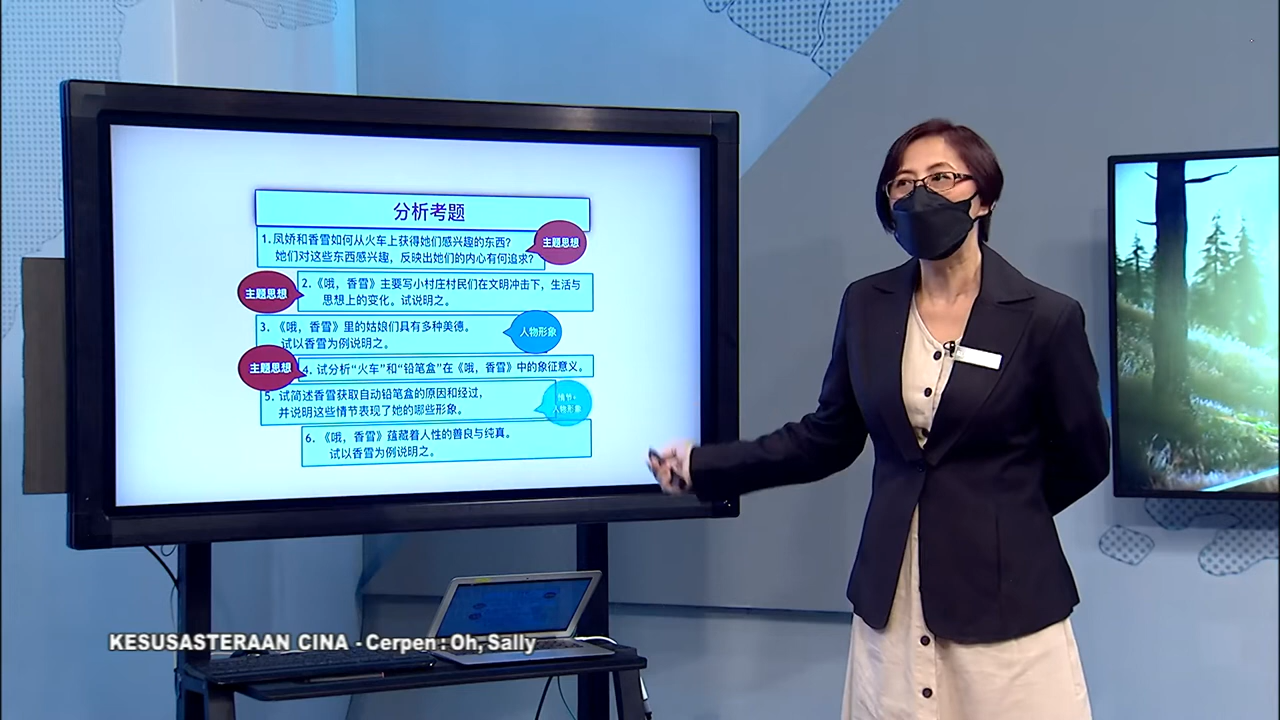 分析考题
1.凤娇和香雪如何从火车上获得她们感兴趣的东西?
她们对这些东西感兴趣，反映出她们的内心有何追求?
主题思想
主题思想
2.《哦，香雪》主要写小村庄村民们在文明冲击下，生活与
思想上的变化。试说明之。
3. 《哦，香雪》里的姑娘们具有多种美德。
试以香雪为例说明之。
人物形象
主题思想
4. 试分析“火车”和“铅笔盒”在《哦，香雪》中的象征意义。
5. 试简述香雪获取自动铅笔盒的原因和经过，
并说明这些情节表现了她的哪些形象。
情节+
人物形象
6. 《哦，香雪》蕴藏着人性的善良与纯真。
试以香雪为例说明之。
KESUSASTERAAN CINA - Cerpen : Oh, Sally